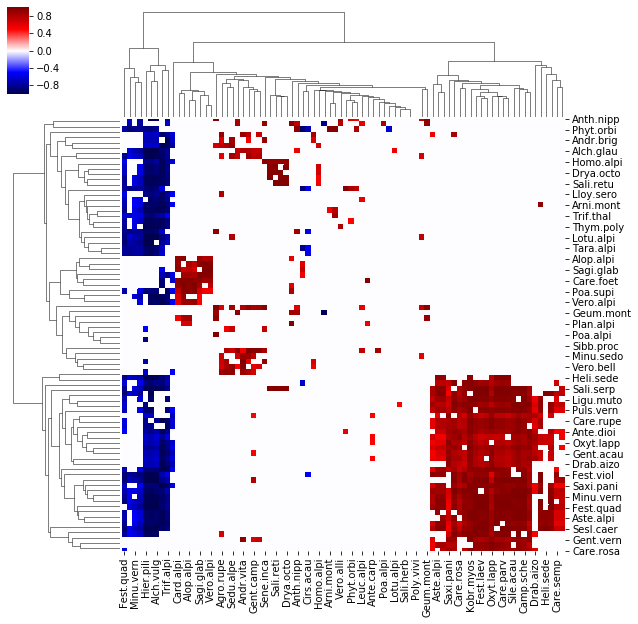 0.8
0.4
0.0
−0.4
−0.8
Anth.nipp
Phyt.orbi
Andr.brig
Alch.glau
Homo.alpi
Drya.octo
Sali.retu
Lloy.sero
Arni.mont
Trif.thal
Thym.poly
Lotu.alpi
Tara.alpi
Alop.alpi
Sagi.glab
Care.foet
Poa.supi
Vero.alpi
Geum.mont
Plan.alpi
Poa.alpi
Sibb.proc
Minu.sedo
Vero.bell
Heli.sede
Sali.serp
Ligu.muto
Puls.vern
Care.rupe
Ante.dioi
Oxyt.lapp
Gent.acau
Drab.aizo
Fest.viol
Saxi.pani
Minu.vern
Fest.quad
Aste.alpi
Sesl.caer
Gent.vern
Care.rosa
Fest.quad
Minu.vern
Hier.pili
Alch.vulg
Trif.alpi
Card.alpi
Alop.alpi
Sagi.glab
Vero.alpi
Agro.rupe
Sedu.alpe
Andr.vita
Gent.camp
Sene.inca
Sali.reti
Drya.octo
Anth.nipp
Cirs.acau
Homo.alpi
Arni.mont
Vero.alli
Phyt.orbi
Leuc.alpi
Ante.carp
Poa.alpi
Lotu.alpi
Sali.herb
Poly.vivi
Geum.mont
Aste.alpi
Saxi.pani
Care.rosa
Kobr.myos
Fest.laev
Oxyt.lapp
Care.parv
Sile.acau
Camp.sche
Drab.aizo
Heli.sede
Care.semp